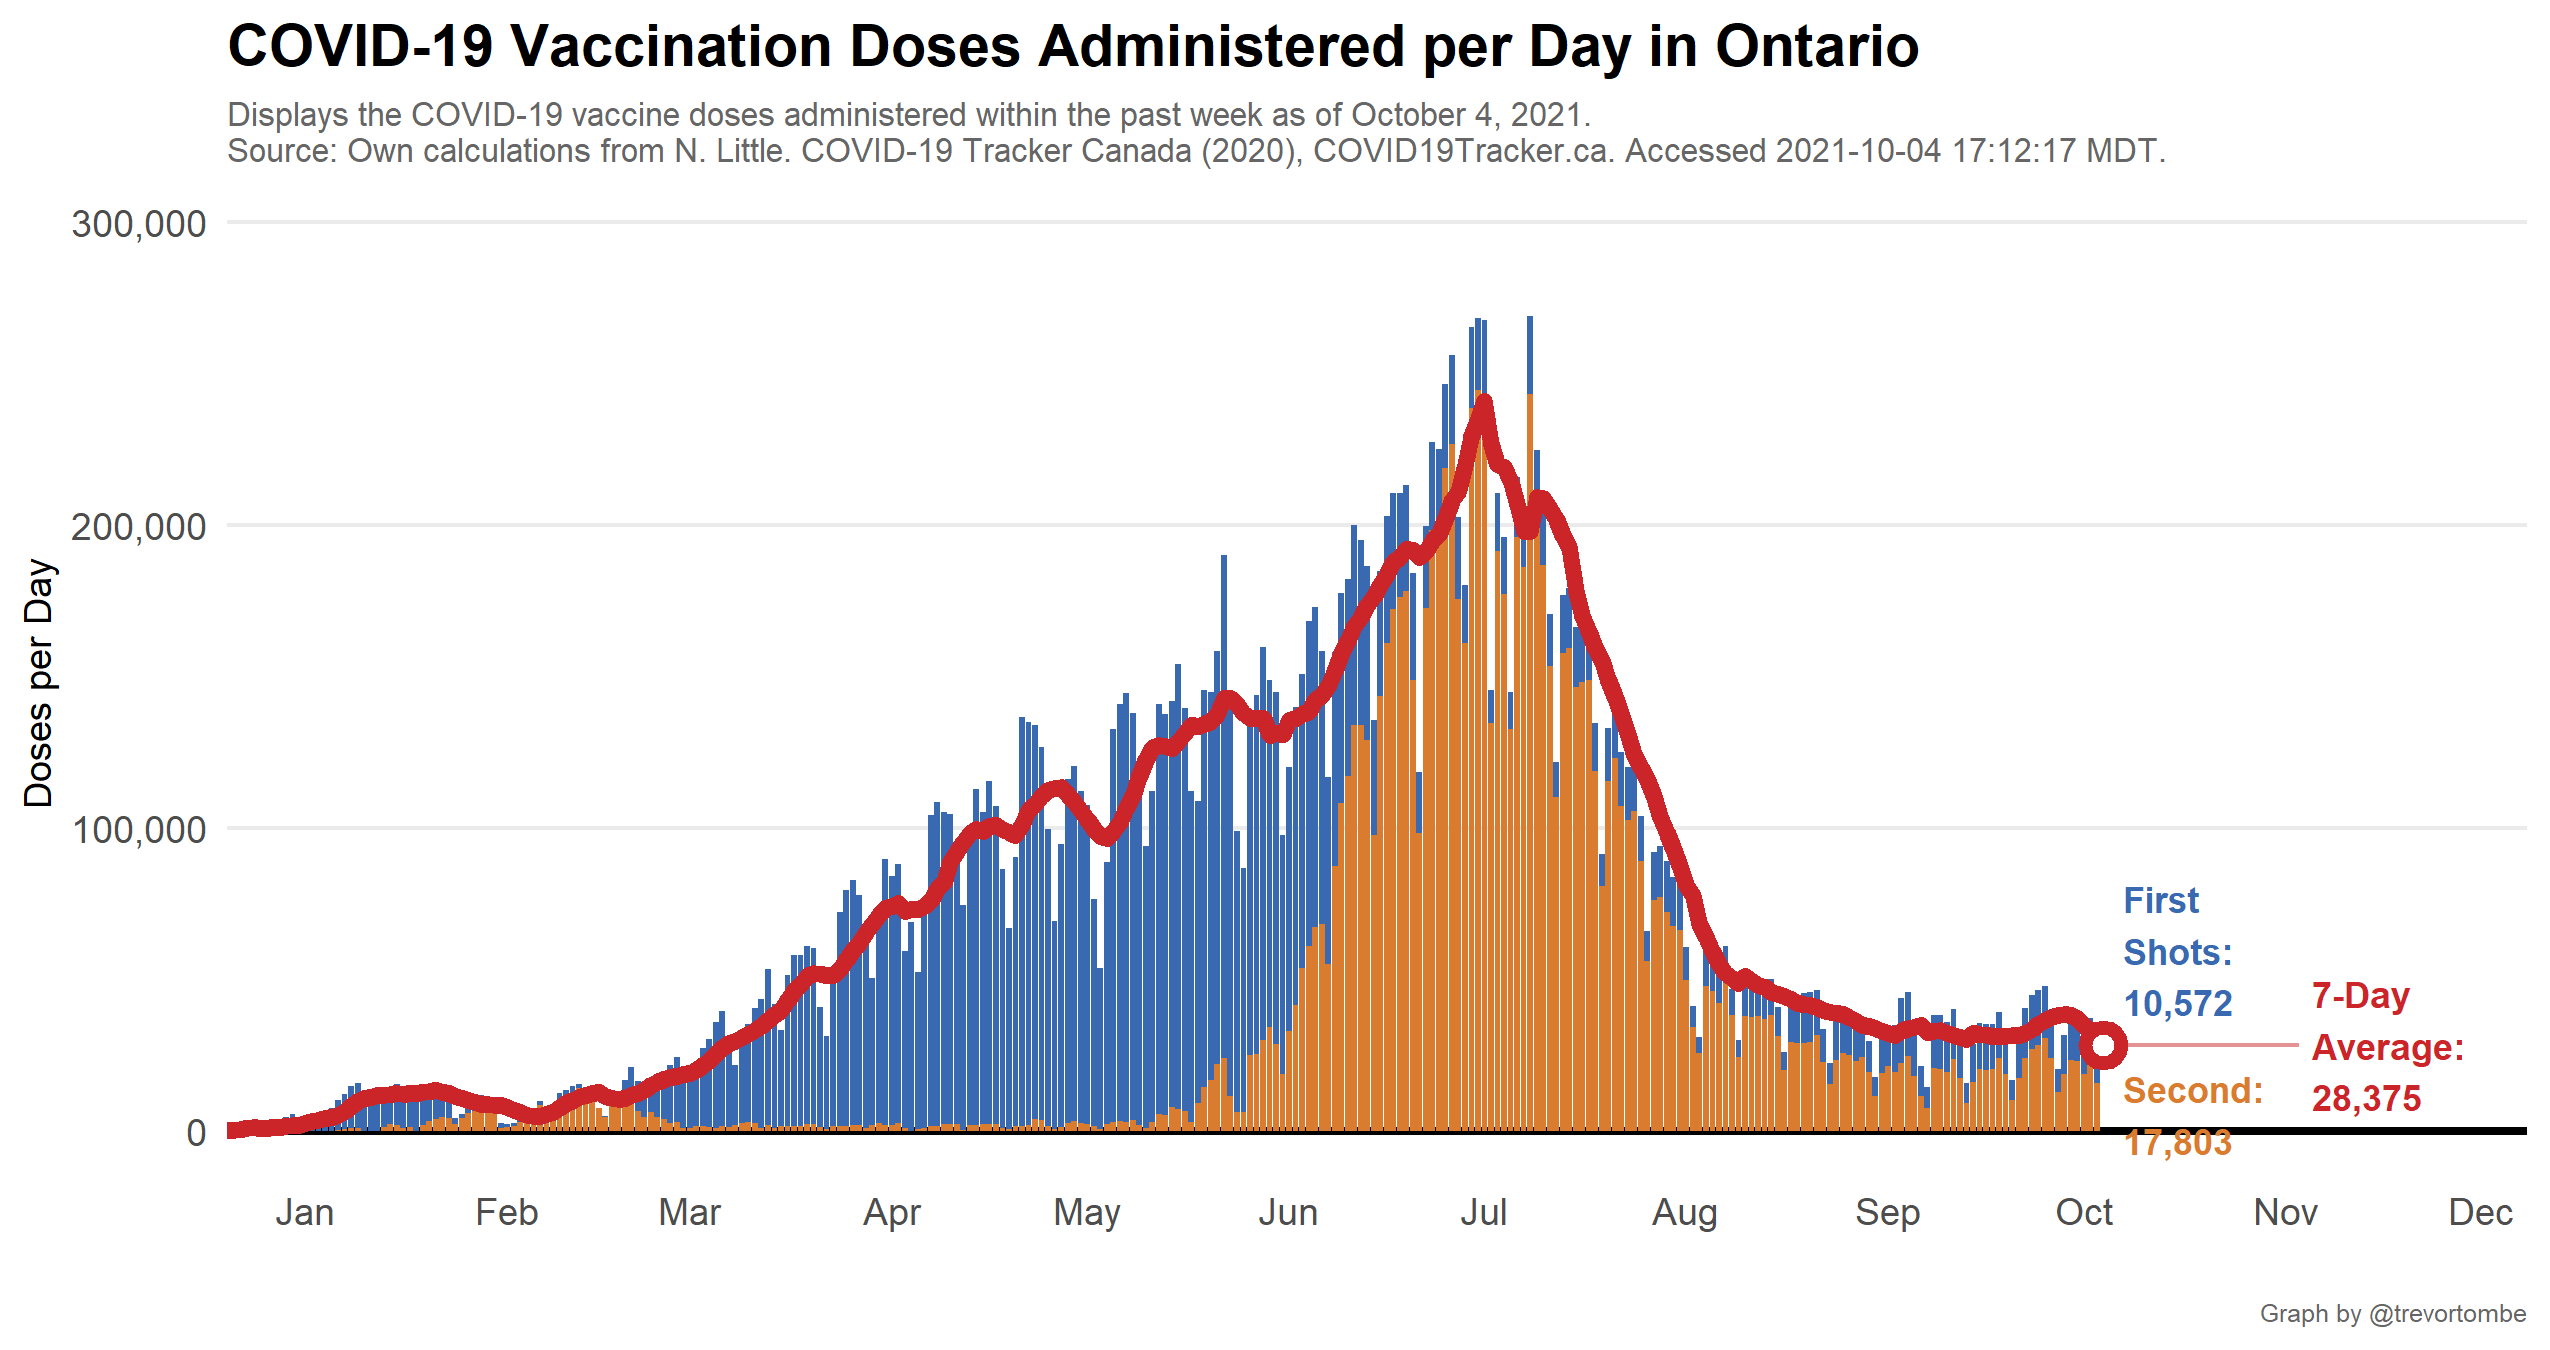 COVID-19 Vaccination Doses Administered per Day in Ontario
Displays the COVID-19 vaccine doses administered within the past week as of October 4, 2021.
Source: Own calculations from N. Little. COVID-19 Tracker Canada (2020), COVID19Tracker.ca. Accessed 2021-10-04 17:12:17 MDT.
Doses per Day
300,000
200,000
100,000
0
First
Shots:
10,572
Second:
17,803
7-Day
Average:
28,375
Jan Feb Mar Apr May Jun Jul Aug Sep Oct Nov Dec
Graph by @trevortombe